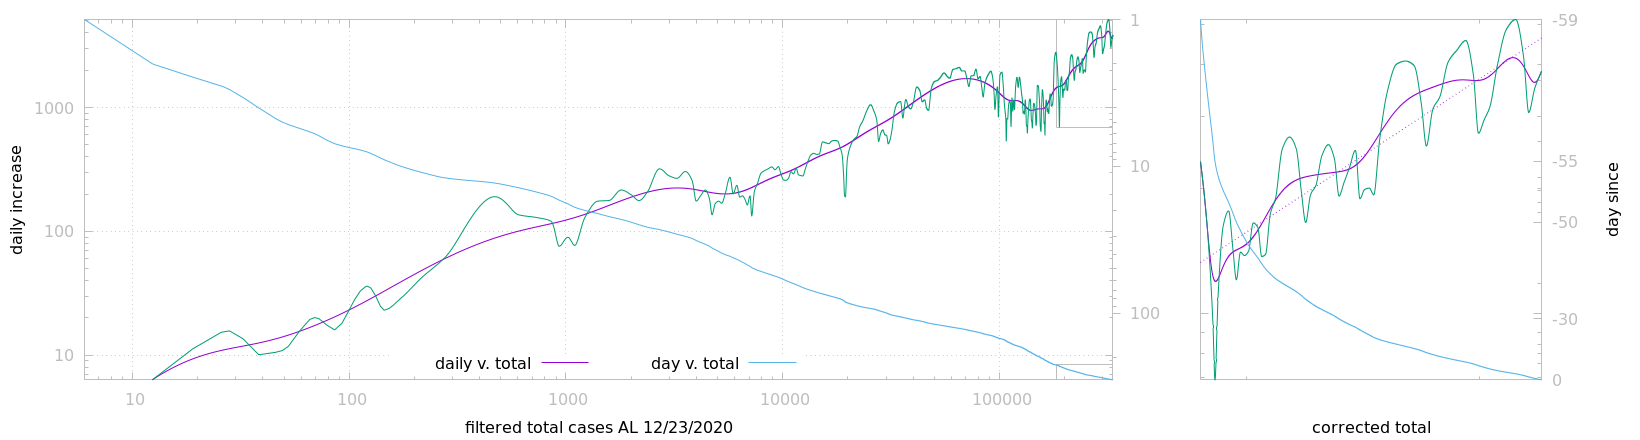 daily increase
1000
100
10
10
100
1000
10000
100000
filtered total cases AL 12/23/2020
daily v. total
day v. total
1
10
100
corrected total
-59
-55
-50
-30
0
day since